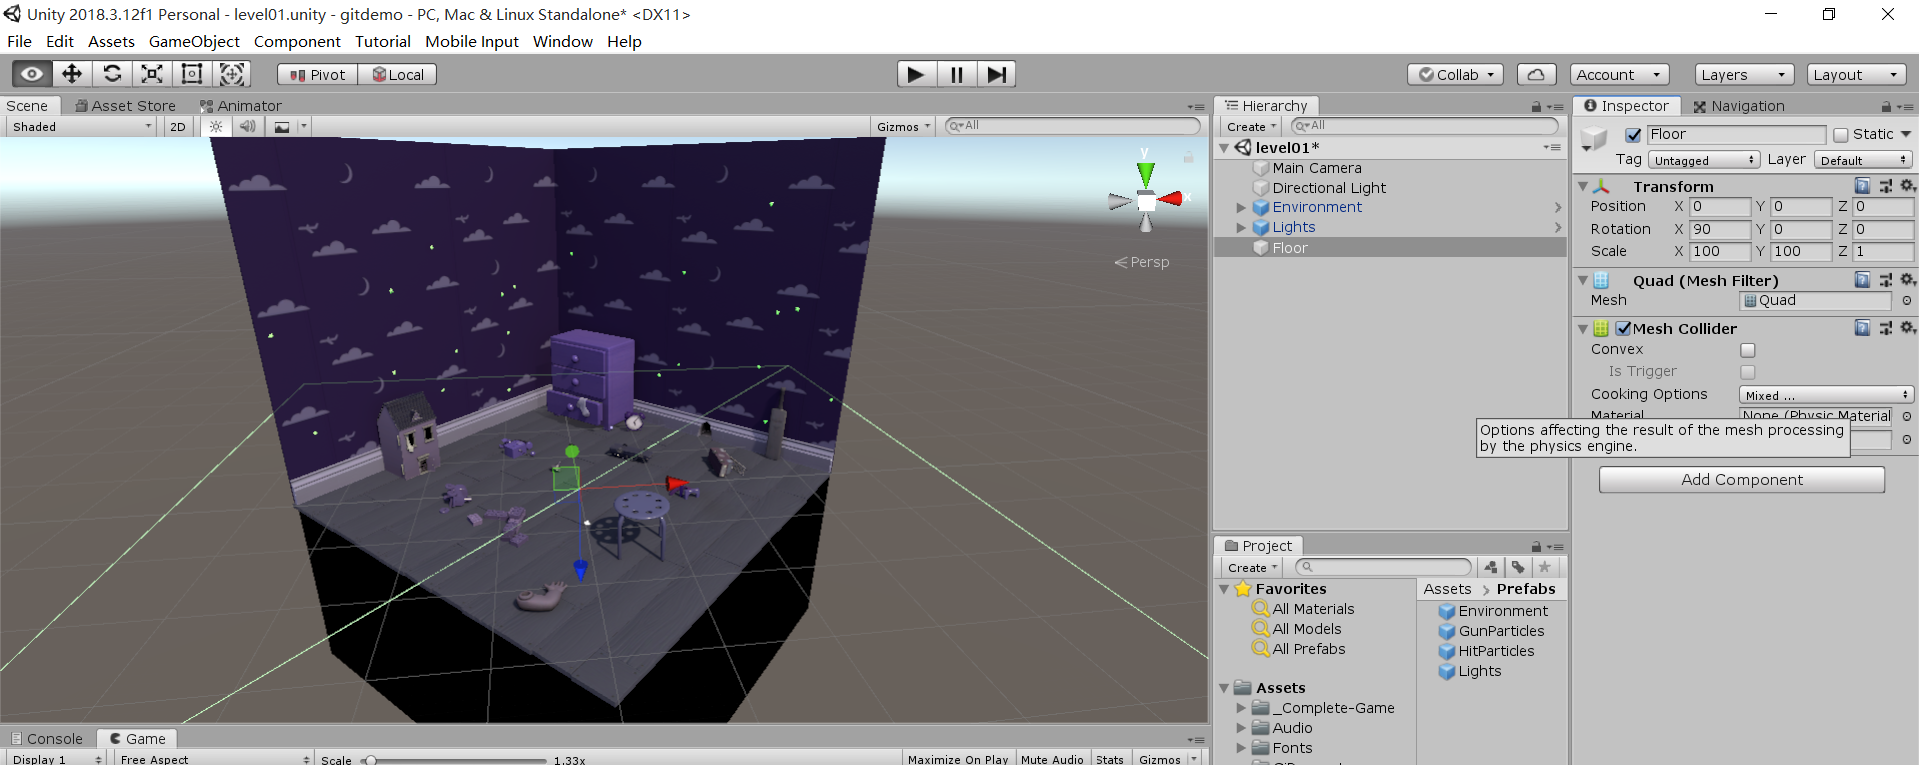 Unity 2018.3.12f1 Personal - level01.unity - gitdemo - PC, Mac & Linux Standalone* <DX11>
File Edit Assets GameObject Component Tutorial Mobile Input Window Help
Pivot Local Collab Account Layers Layout
Scene Asset Store Animator
Shaded 2D Gizmos All
y
x
Persp
Hierarchy
Create All
level01*
Main Camera
Directional Light
Environment
Lights
Floor
Inspector Navigation
Floor Static
Tag Untagged Layer Default
Transform
Position X 0 Y 0 Z 0
Rotation X 90 Y 0 Z 0
Scale X 100 Y 100 Z 1
Quad (Mesh Filter)
Mesh Quad
Mesh Collider
Convex
Is Trigger
Cooking Options Mixed ...
Material None (Physic Material
Options affecting the result of the mesh processing
by the physics engine.
Add Component
Project
Create
Favorites
All Materials
All Models
All Prefabs
Assets
_Complete-Game
Audio
Fonts
Assets > Prefabs
Environment
GunParticles
HitParticles
Lights
Console Game
Display 1 Free Aspect Scale 1.33x Maximize On Play Mute Audio Stats Gizmos